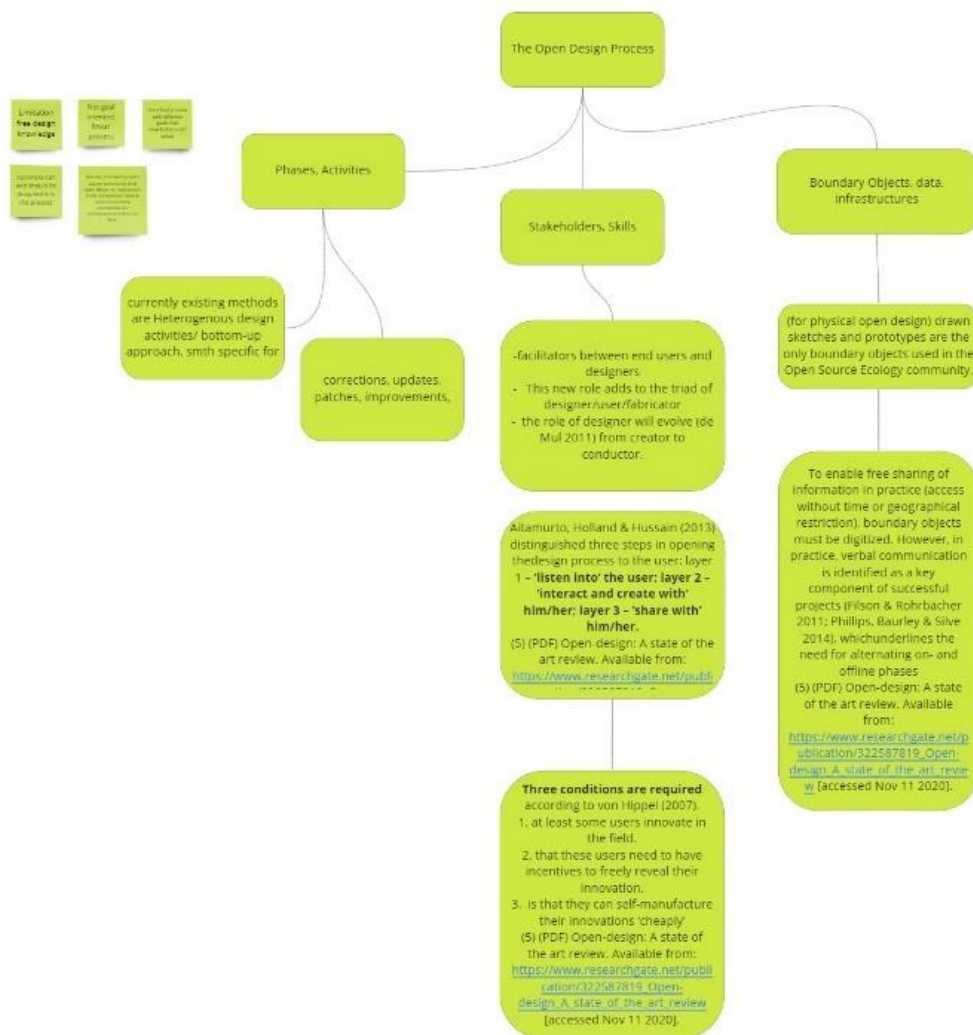 The Open Design Process
Limitation
free design
knowledge
Non goal
oriented,
linear
process
can and should be
designed into
the process
Phases, Activities
Stakeholders, Skills
Boundary Objects, data,
infrastructures
currently existing methods
are Heterogenous design
activities/ bottom-up
approach, smth specific for
corrections, updates,
patches, improvements,
-facilitators between end users and
designers
- This new role adds to the triad of
designer/user/fabricator
- the role of designer will evolve (de
Mul 2011) from creator to
conductor.
(for physical open design) drawn
sketches and prototypes are the
only boundary objects used in the
Open Source Ecology community.
Aitamurto, Holland & Hussain (2013)
distinguished three steps in opening
thedesign process to the user: layer
1 – ‘listen into’ the user: layer 2 –
‘interact and create with’
him/her; layer 3 – ‘share with’
him/her.
(5) (PDF) Open-design: A state of the
art review. Available from:
https://www.researchgate.net/publi
To enable free sharing of
information in practice (access
without time or geographical
restriction), boundary objects
must be digitized. However, in
practice, verbal communication
is identified as a key
component of successful
projects (Filson & Rohrbacher
2011; Phillips, Baurley & Silve
2014), whichunderlines the
need for alternating on- and
offline phases
(5) (PDF) Open-design: A state
of the art review. Available
from:
https://www.researchgate.net/p
ublication/322587819_Open-
design_A_state_of_the_art_revie
w [accessed Nov 11 2020].
Three conditions are required
according to von Hippel (2007).
1. at least some users innovate in
the field.
2. that these users need to have
incentives to freely reveal their
innovation.
3. is that they can self-manufacture
their innovations ‘cheaply’
(5) (PDF) Open-design: A state of
the art review. Available from:
https://www.researchgate.net/publi
cation/322587819_Open-
design_A_state_of_the_art_review
[accessed Nov 11 2020].